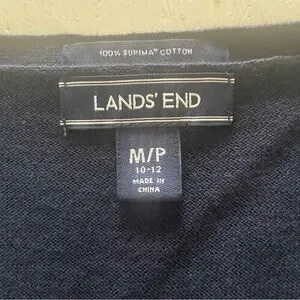 100% SUPIMA® COTTON
LANDS' END
M/P
10-12
MADE IN
CHINA